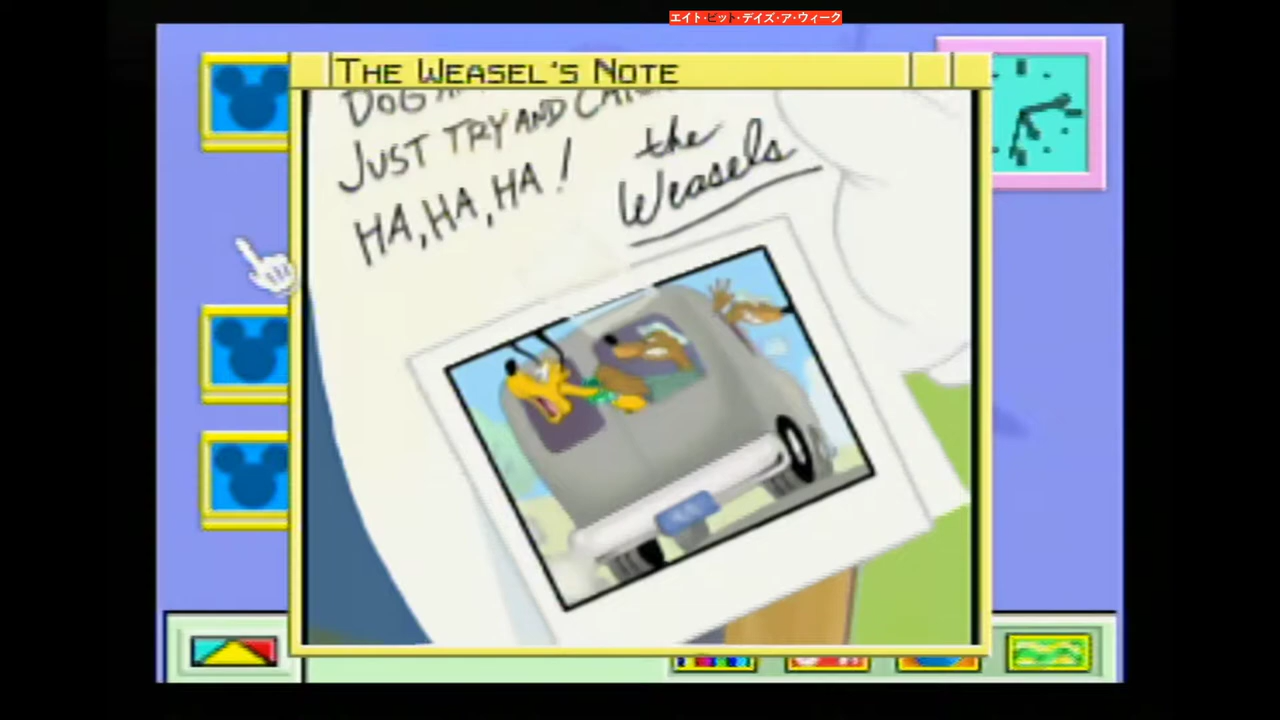 エイト·ビット·デイズ·ア·ウィーク
THE WEASEL'S NOTE
DOG
JUST TRY AND
HA, HA, HA!
the
Weasels